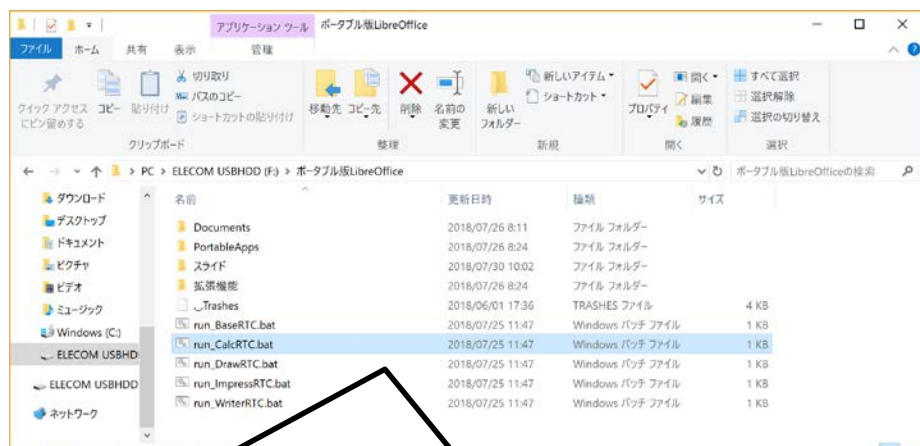 アプリケーション ツール ポータブル版LibreOffice
ファイル ホーム 共有 表示 管理
クイック アクセス
にピン留めする
コピー 貼り付け
切り取り
パスのコピー
ショートカットの貼り付け
移動先 コピー先 削除 名前の
変更
新しい
フォルダー
新しいアイテム
ショートカット
プロパティ
開く
編集
履歴
すべて選択
選択解除
選択の切り替え
クリップボード 整理 新規 開く 選択
PC > ELECOM USBHDD (F:) > ポータブル版LibreOffice
ポータブル版LibreOfficeの検索
ダウンロード
デスクトップ
ドキュメント
ピクチャ
ビデオ
ミュージック
Windows (C:)
ELECOM USBHD
ELECOM USBHDD
ネットワーク
名前 更新日時 種類 サイズ
Documents 2018/07/26 8:11 ファイル フォルダー
PortableApps 2018/07/26 8:24 ファイル フォルダー
スライド 2018/07/30 10:02 ファイル フォルダー
拡張機能 2018/07/26 8:24 ファイル フォルダー
._Trashes 2018/06/01 17:36 TRASHES ファイル 4 KB
run_BaseRTC.bat 2018/07/25 11:47 Windows バッチ ファイル 1 KB
run_CalcRTC.bat 2018/07/25 11:47 Windows バッチ ファイル 1 KB
run_DrawRTC.bat 2018/07/25 11:47 Windows バッチ ファイル 1 KB
run_ImpressRTC.bat 2018/07/25 11:47 Windows バッチ ファイル 1 KB
run_WriterRTC.bat 2018/07/25 11:47 Windows バッチ ファイル 1 KB